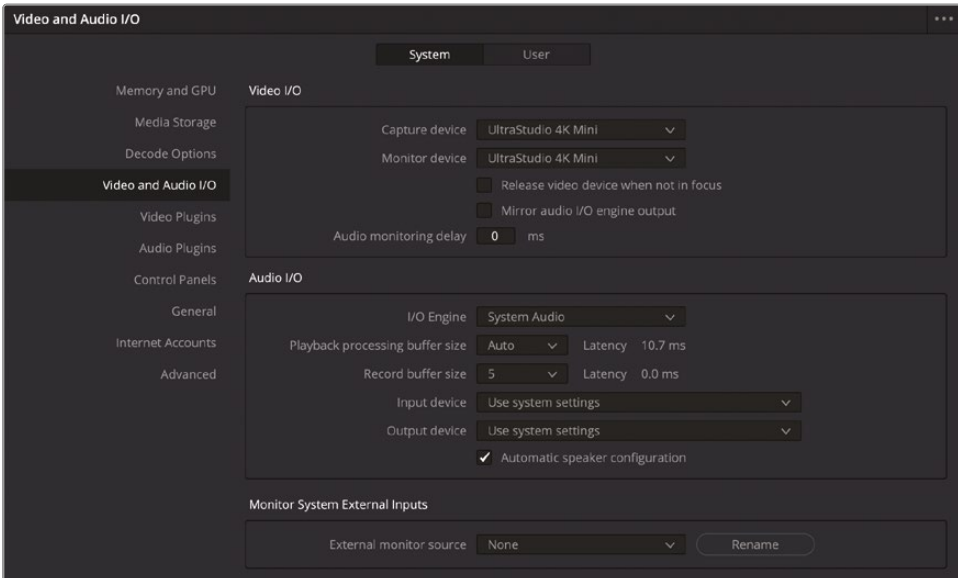 Video and Audio I/O
System User
Memory and GPU
Media Storage
Decode Options
Video and Audio I/O
Video Plugins
Audio Plugins
Control Panels
General
Internet Accounts
Advanced
Video I/O
Capture device UltraStudio 4K Mini
Monitor device UltraStudio 4K Mini
Release video device when not in focus
Mirror audio I/O engine output
Audio monitoring delay 0 ms
Audio I/O
I/O Engine System Audio
Playback processing buffer size Auto Latency 10.7 ms
Record buffer size 5 Latency 0.0 ms
Input device Use system settings
Output device Use system settings
Automatic speaker configuration
Monitor System External Inputs
External monitor source None Rename